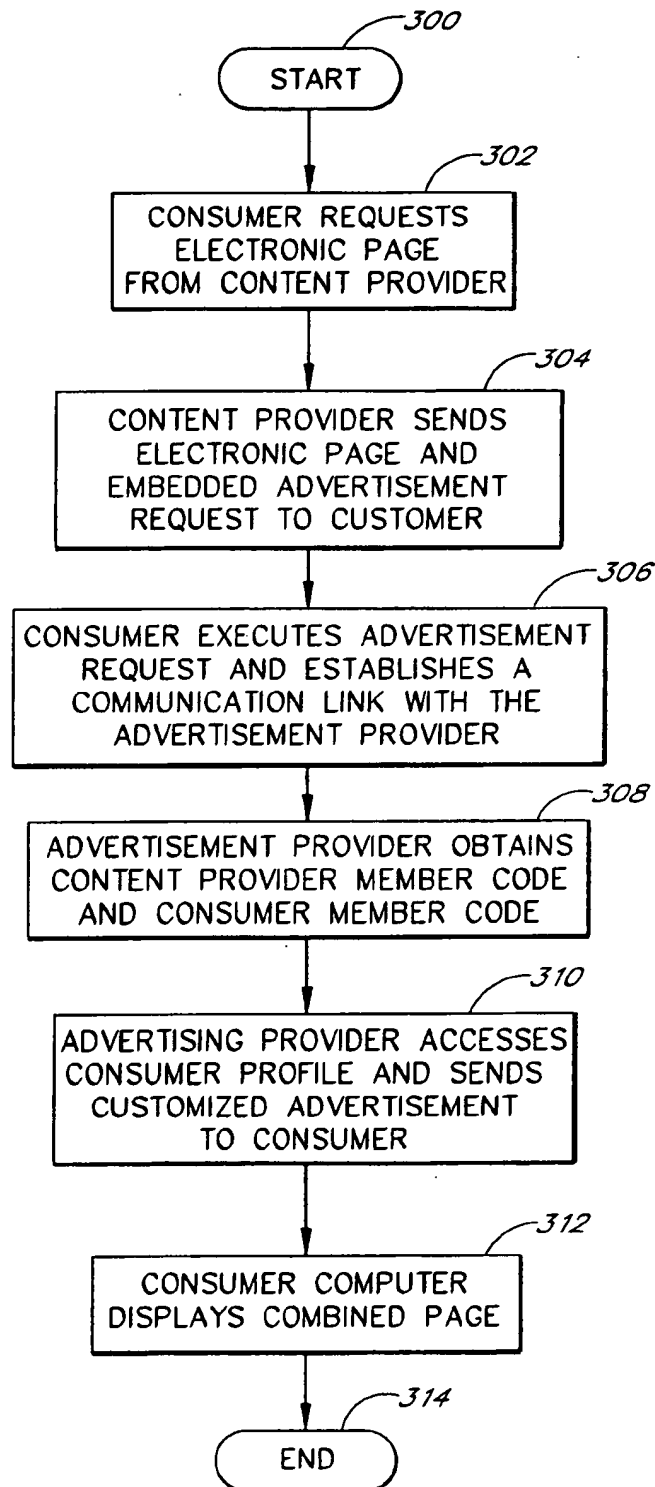 300
START
302
CONSUMER REQUESTS
ELECTRONIC PAGE
FROM CONTENT PROVIDER
304
CONTENT PROVIDER SENDS
ELECTRONIC PAGE AND
EMBEDDED ADVERTISEMENT
REQUEST TO CUSTOMER
306
CONSUMER EXECUTES ADVERTISEMENT
REQUEST AND ESTABLISHES A
COMMUNICATION LINK WITH THE
ADVERTISEMENT PROVIDER
308
ADVERTISEMENT PROVIDER OBTAINS
CONTENT PROVIDER MEMBER CODE
AND CONSUMER MEMBER CODE
310
ADVERTISING PROVIDER ACCESSES
CONSUMER PROFILE AND SENDS
CUSTOMIZED ADVERTISEMENT
TO CONSUMER
312
CONSUMER COMPUTER
DISPLAYS COMBINED PAGE
314
END